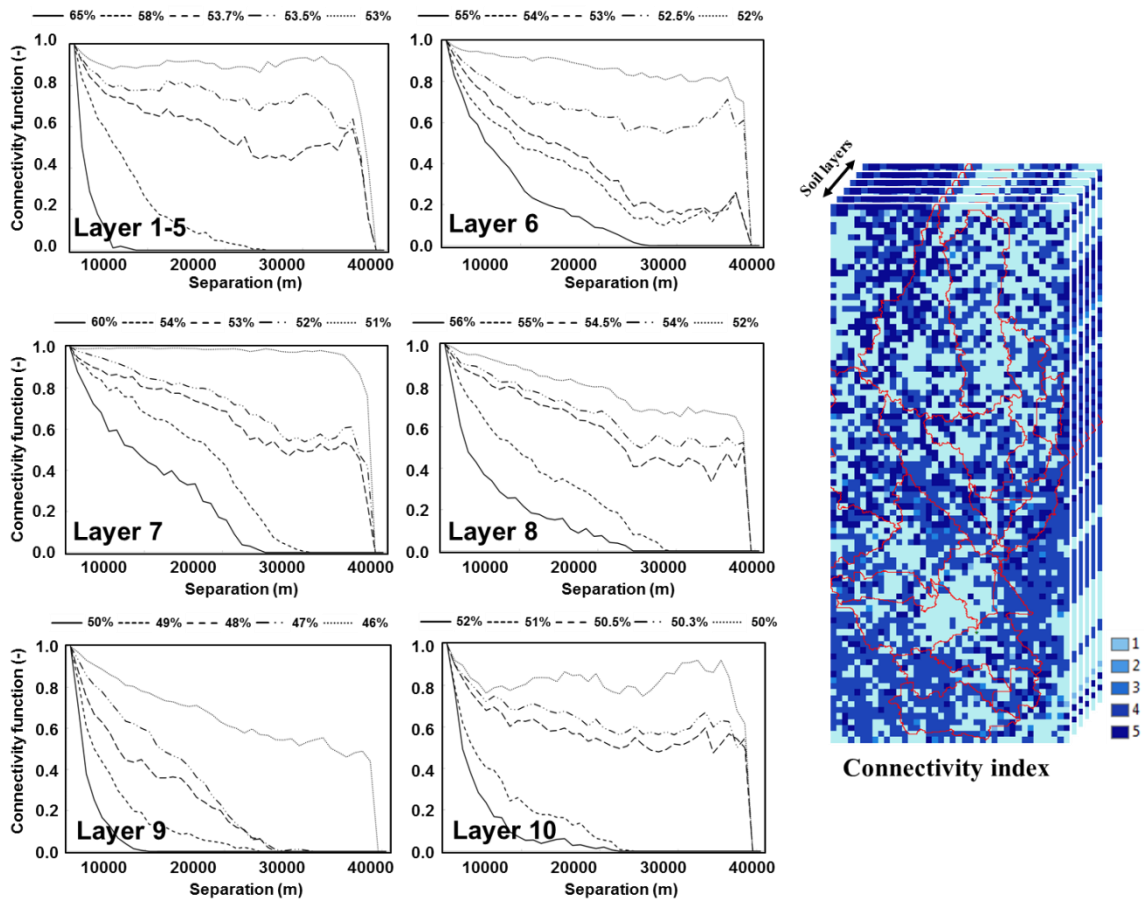 65% 58% 53.7% 53.5% 53%
Connectivity function (-)
1.0
0.8
0.6
0.4
0.2
0.0
Layer 1-5
10000 20000 30000 40000
Separation (m)
55% 54% 53% 52.5% 52%
1.0
0.8
0.6
0.4
0.2
0.0
Layer 6
10000 20000 30000 40000
Separation (m)
60% 54% 53% 52% 51%
Connectivity function (-)
1.0
0.8
0.6
0.4
0.2
0.0
Layer 7
10000 20000 30000 40000
Separation (m)
56% 55% 54.5% 54% 52%
1.0
0.8
0.6
0.4
0.2
0.0
Layer 8
10000 20000 30000 40000
Separation (m)
50% 49% 48% 47% 46%
Connectivity function (-)
1.0
0.8
0.6
0.4
0.2
0.0
Layer 9
10000 20000 30000 40000
Separation (m)
52% 51% 50.5% 50.3% 50%
1.0
0.8
0.6
0.4
0.2
0.0
Layer 10
10000 20000 30000 40000
Separation (m)
Soil layers
1
2
3
4
5
Connectivity index